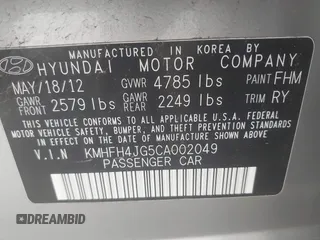 MANUFACTURED IN KOREA BY
HYUNDAI MOTOR COMPANY
MAY/18/12 GVWR 4785 lbs PAINT FHM
GAWR FRONT 2579 lbs GAWR REAR 2249 lbs TRIM RY
THIS VEHICLE CONFORMS TO ALL APPLICABLE U.S. FEDERAL
MOTOR VEHICLE SAFETY, BUMPER, AND THEFT PREVENTION
STANDARDS IN EFFECT ON THE DATE OF MANUFACTURE SHOWN ABOVE.
V.I.N KMHFH4JG5CA002049
PASSENGER CAR
© 2025 DREAMBID